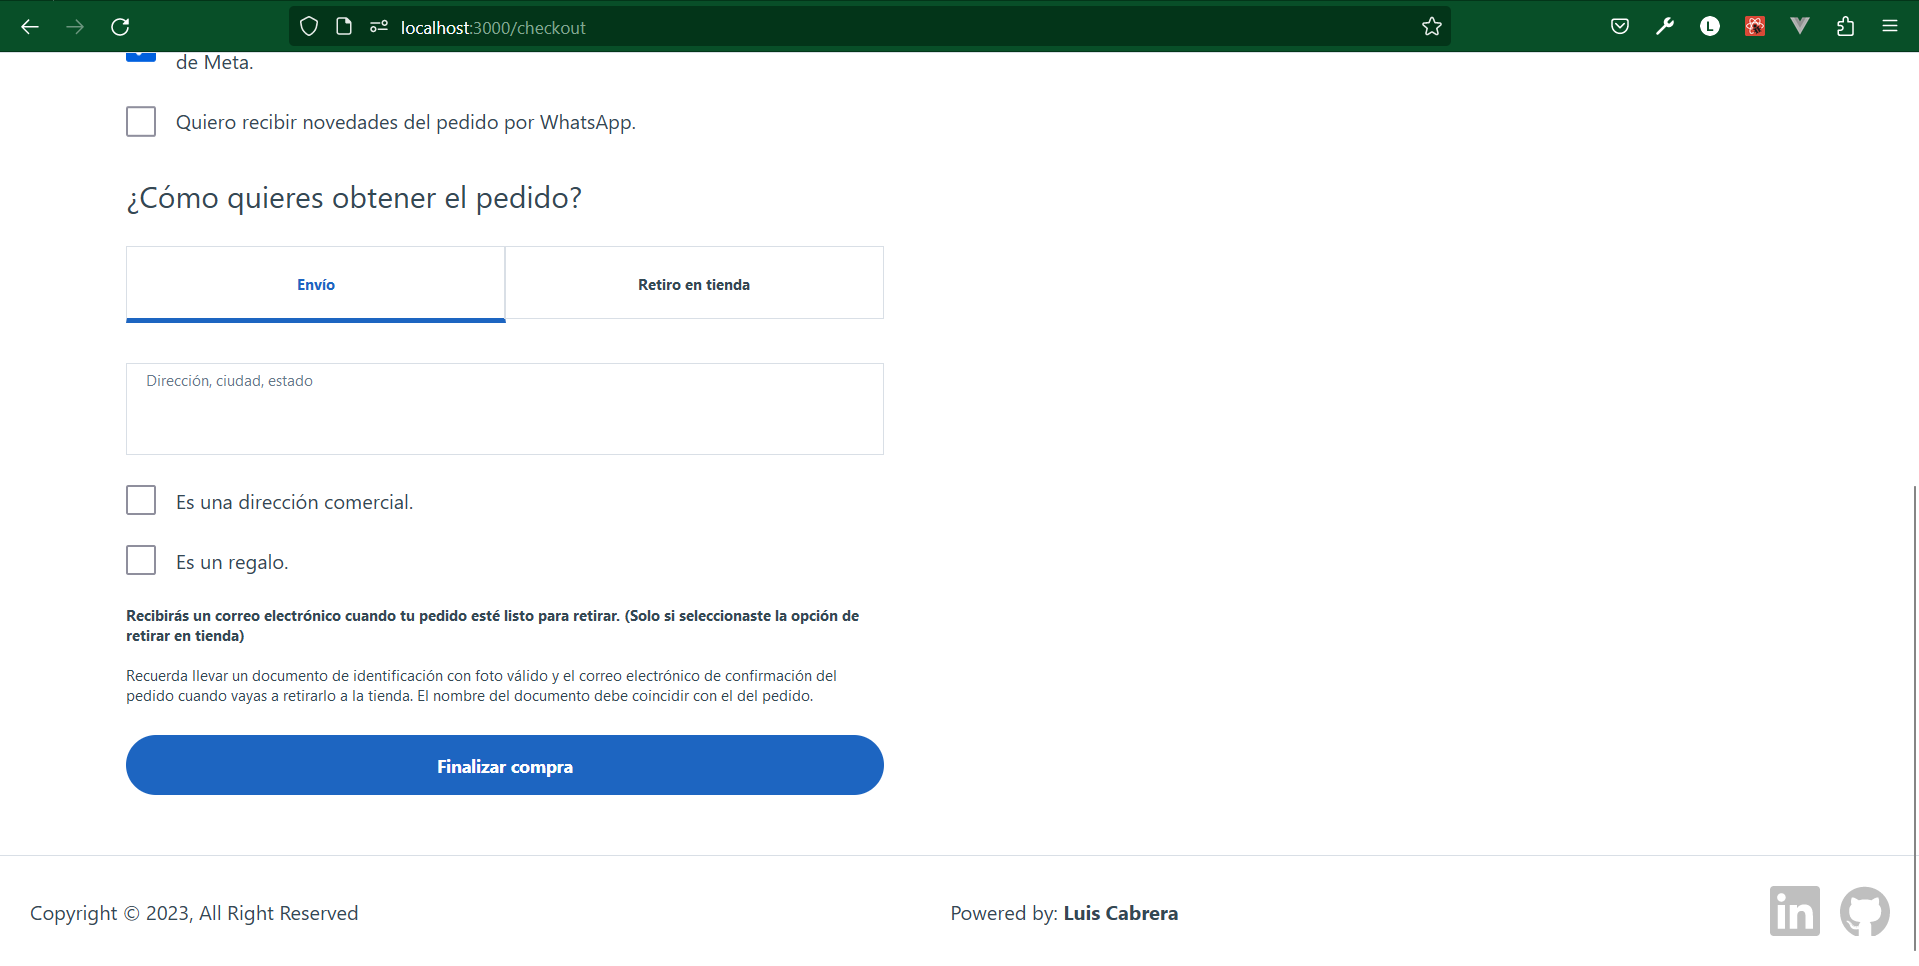 localhost:3000/checkout
L
de Meta.
Quiero recibir novedades del pedido por WhatsApp.
¿Cómo quieres obtener el pedido?
Envío
Retiro en tienda
Dirección, ciudad, estado
Es una dirección comercial.
Es un regalo.
Recibirás un correo electrónico cuando tu pedido esté listo para retirar. (Solo si seleccionaste la opción de
retirar en tienda)
Recuerda llevar un documento de identificación con foto válido y el correo electrónico de confirmación del
pedido cuando vayas a retirarlo a la tienda. El nombre del documento debe coincidir con el del pedido.
Finalizar compra
Copyright © 2023, All Right Reserved
Powered by: Luis Cabrera
in